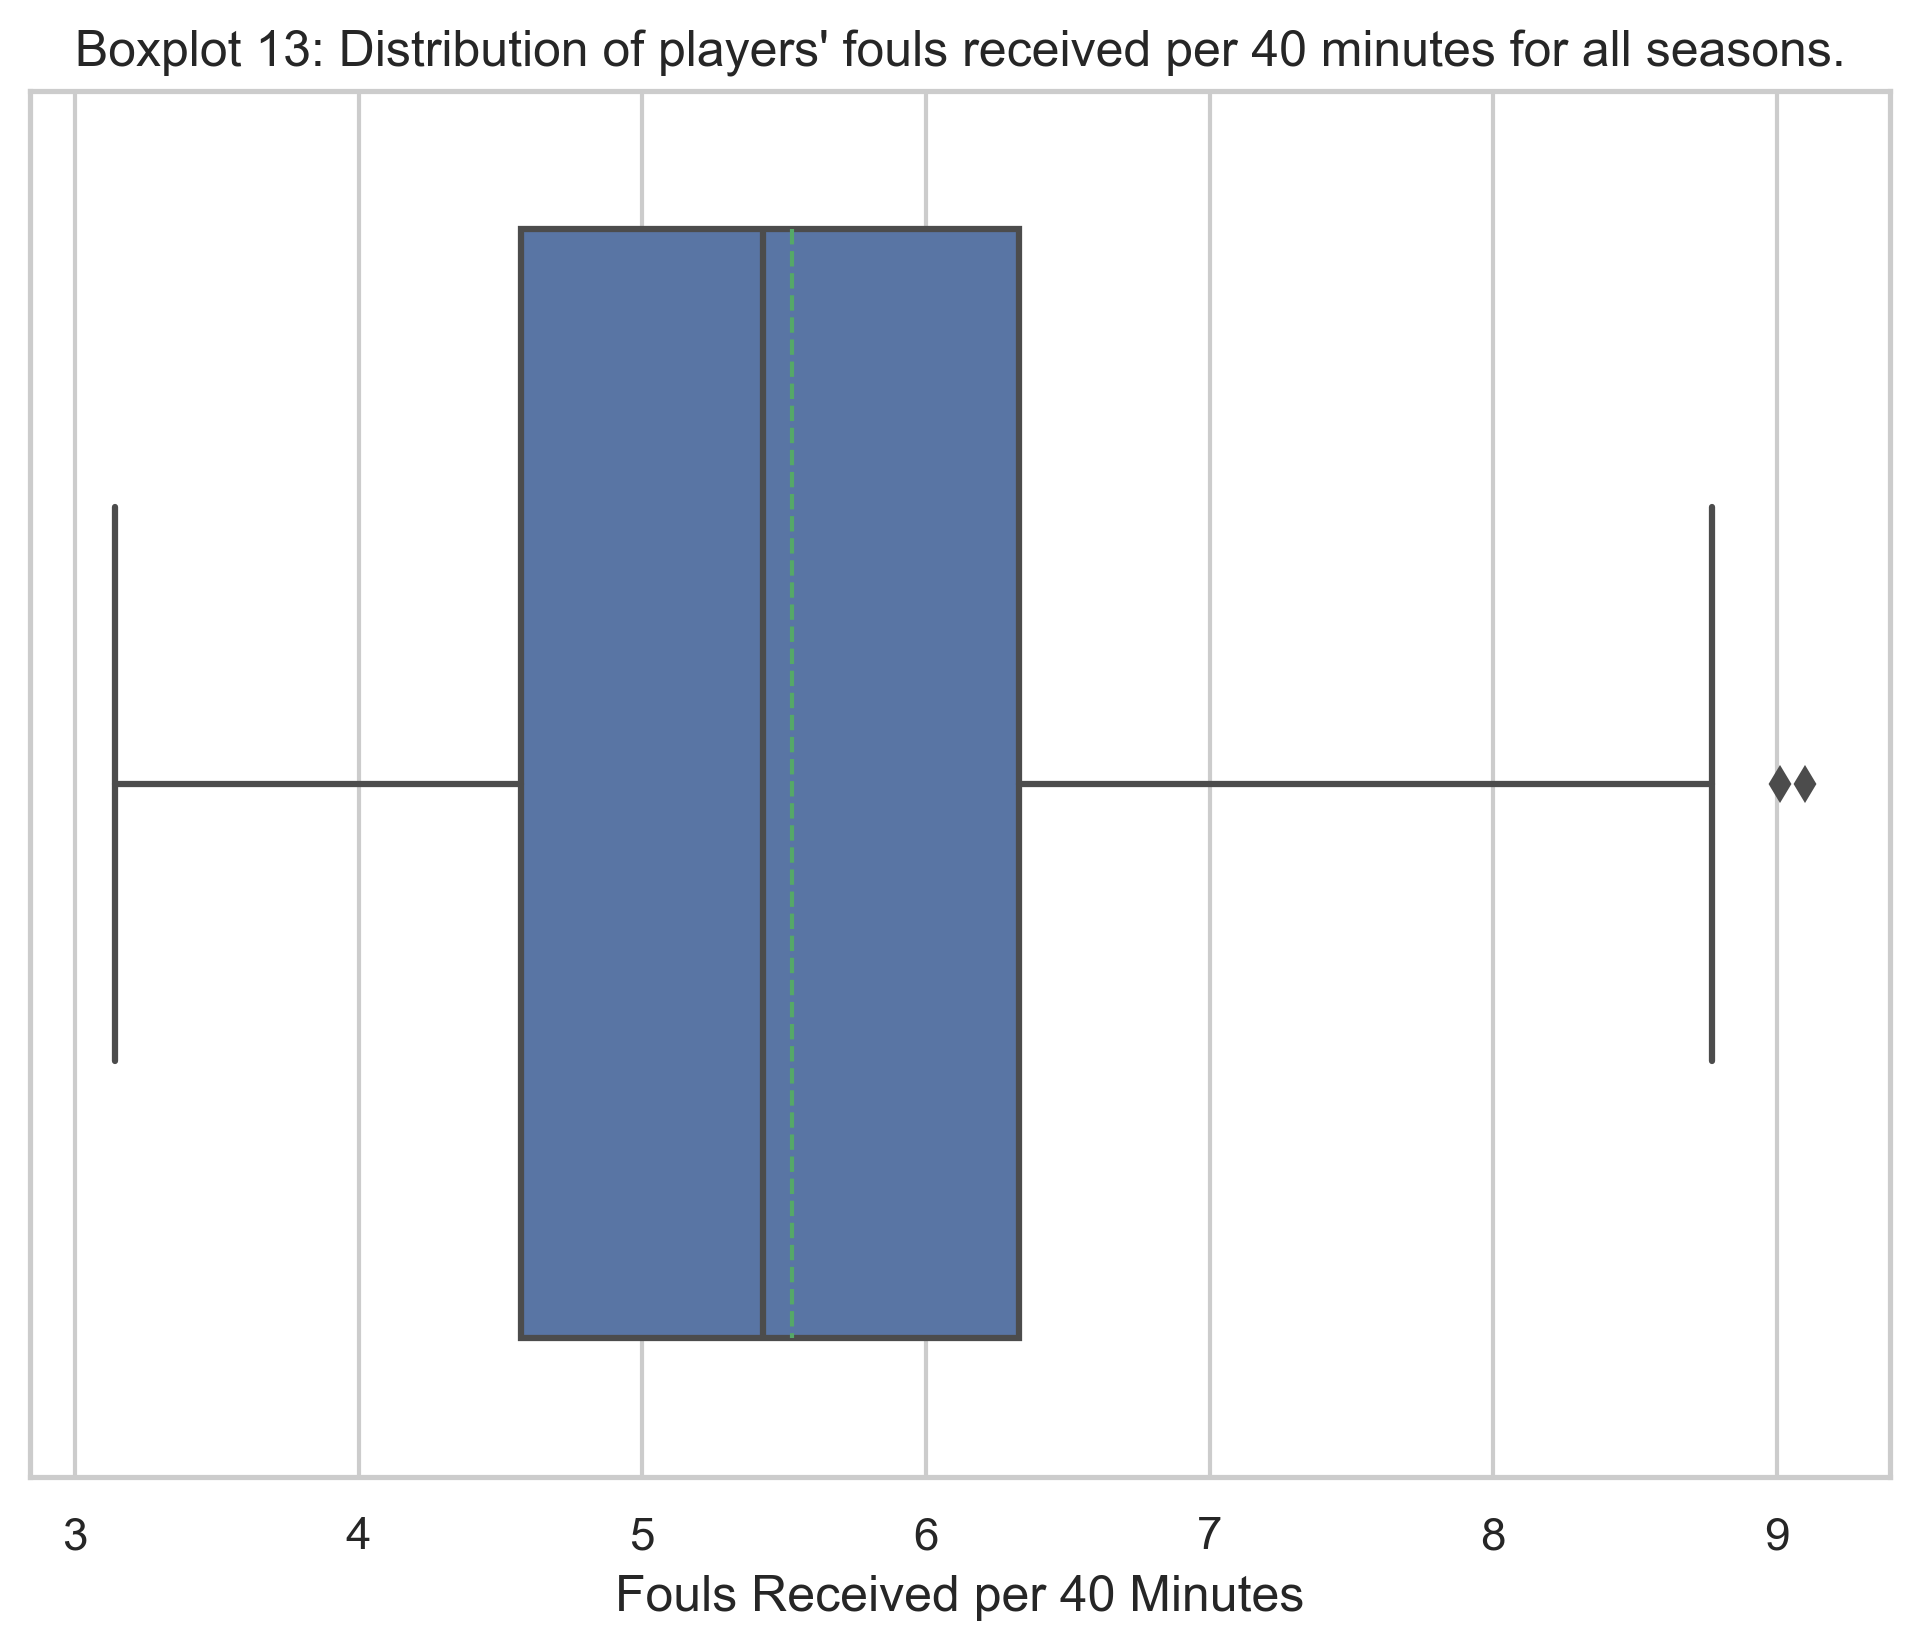 Boxplot 13: Distribution of players' fouls received per 40 minutes for all seasons.
3 4 5 6 7 8 9
Fouls Received per 40 Minutes